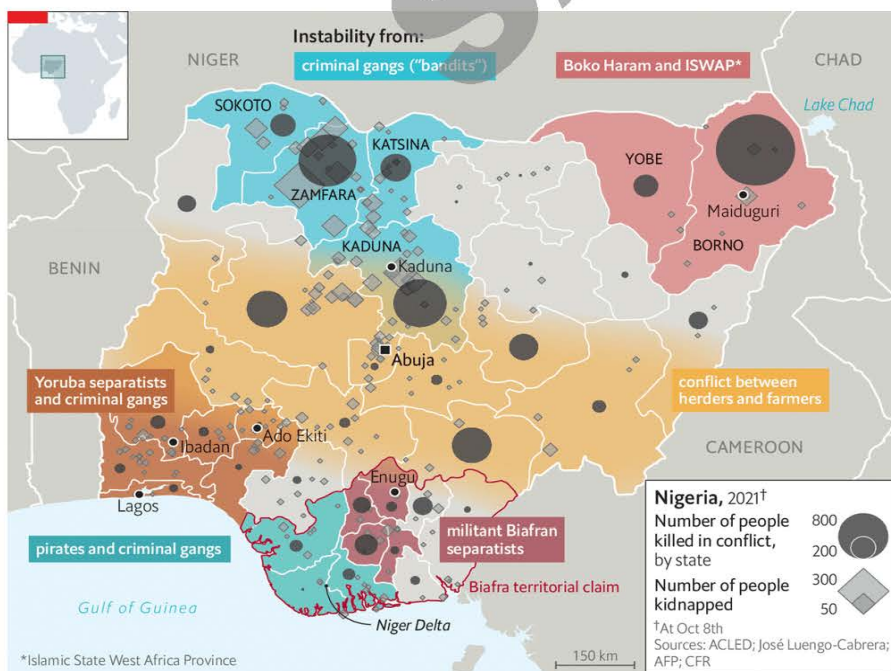 Instability from:
criminal gangs ("bandits")
Boko Haram and ISWAP*
NIGER
CHAD
Lake Chad
SOKOTO
KATSINA
ZAMFARA
YOBE
Maiduguri
BORNO
KADUNA
Kaduna
BENIN
Abuja
Yoruba separatists
and criminal gangs
conflict between
herders and farmers
Ibadan
Ado Ekiti
CAMEROON
Lagos
Enugu
pirates and criminal gangs
militant Biafran
separatists
Biafra territorial claim
Gulf of Guinea
Niger Delta
*Islamic State West Africa Province
150 km
Nigeria, 2021†
Number of people
killed in conflict,
by state
800
200
Number of people
kidnapped
300
50
†At Oct 8th
Sources: ACLED; José Luengo-Cabrera;
AFP; CFR